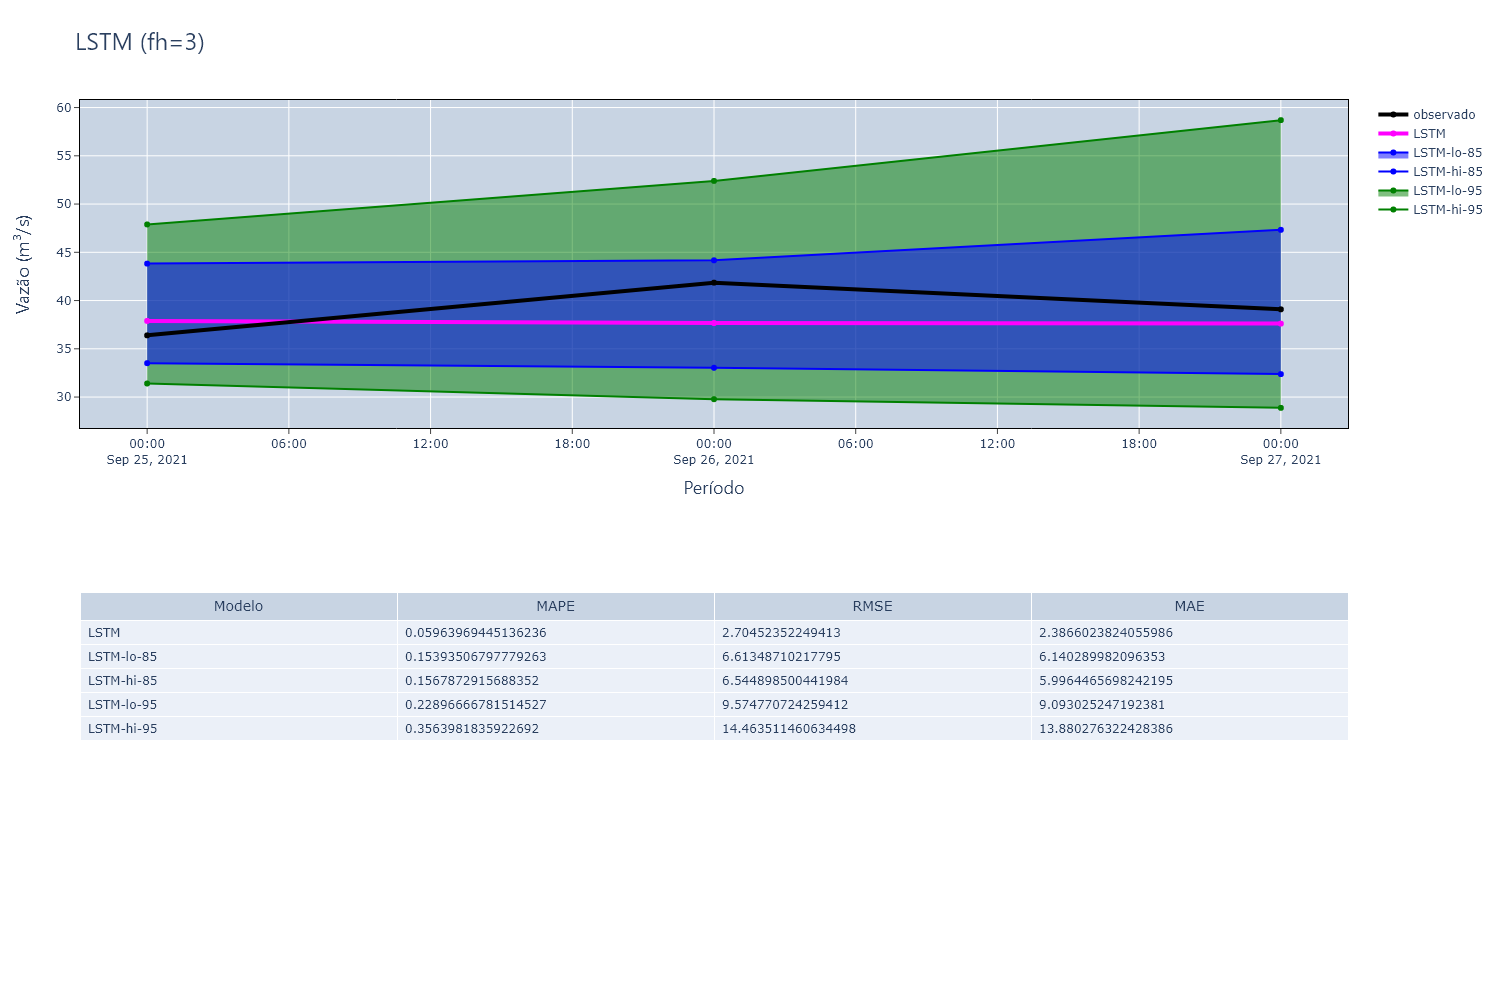 LSTM (fh=3)
60
55
50
45
40
35
30
Vazão (m³/s)
00:00 06:00 12:00 18:00 00:00 06:00 12:00 18:00 00:00
Sep 25, 2021 Sep 26, 2021 Sep 27, 2021
Período
observado
LSTM
LSTM-lo-85
LSTM-hi-85
LSTM-lo-95
LSTM-hi-95
Modelo MAPE RMSE MAE
LSTM 0.05963969445136236 2.70452352249413 2.3866023824055986
LSTM-lo-85 0.15393506797779263 6.61348710217795 6.140289982096353
LSTM-hi-85 0.1567872915688352 6.544898500441984 5.9964465698242195
LSTM-lo-95 0.22896666781514527 9.574770724259412 9.093025247192381
LSTM-hi-95 0.3563981835922692 14.463511460634498 13.880276322428386